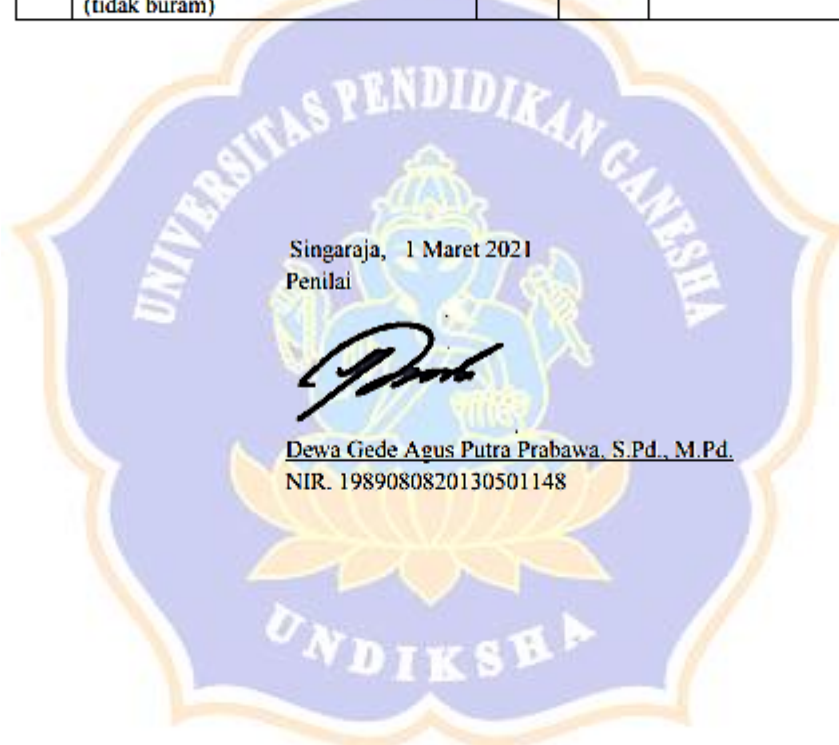 (tidak buram)
UNIVERSITAS PENDIDIKAN GANESHA
Singaraja, 1 Maret 2021
Penilai
Dewa Gede Agus Putra Prabawa, S.Pd., M.Pd.
NIR. 1989080820130501148
UNDIKSHA